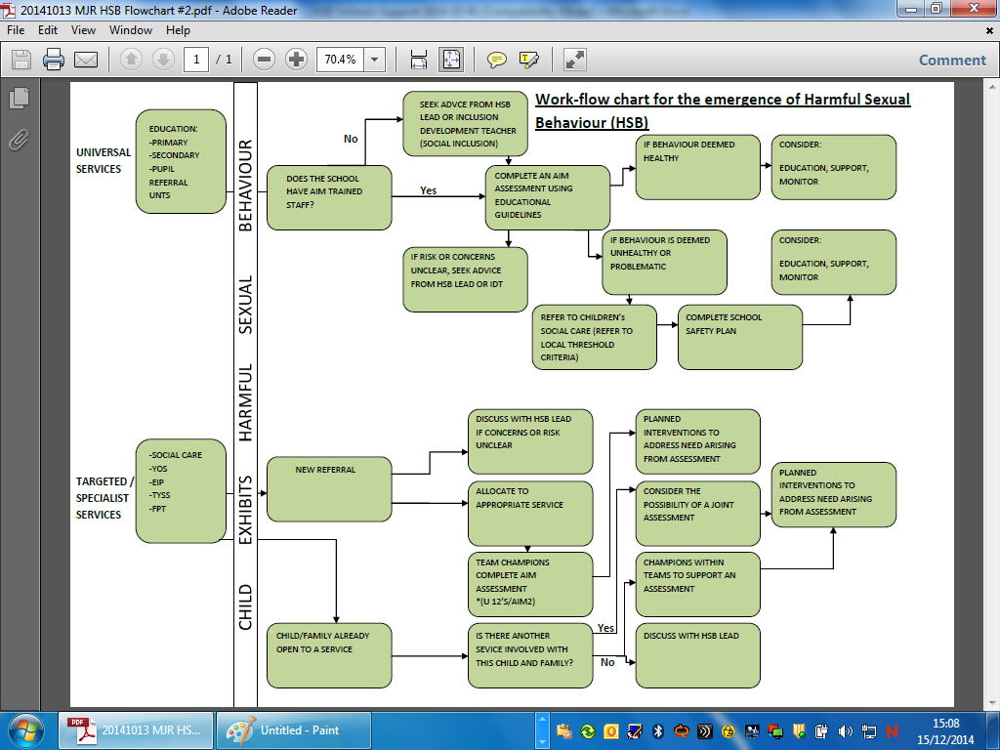 20141013 MJR HSB Flowchart #2.pdf - Adobe Reader
File Edit View Window Help
1 / 1 70.4% Comment
Work-flow chart for the emergence of Harmful Sexual
Behaviour (HSB)
UNIVERSAL
SERVICES
EDUCATION:
-PRIMARY
-SECONDARY
-PUPIL
REFERRAL
UNTS
CHILD EXHIBITS HARMFUL SEXUAL BEHAVIOUR
DOES THE SCHOOL
HAVE AIM TRAINED
STAFF?
No
Yes
SEEK ADVCE FROM HSB
LEAD OR INCLUSION
DEVELOPMENT TEACHER
(SOCIAL INCLUSION)
COMPLETE AN AIM
ASSESSMENT USING
EDUCATIONAL
GUIDELINES
IF BEHAVIOUR DEEMED
HEALTHY
CONSIDER:
EDUCATION, SUPPORT,
MONITOR
IF RISK OR CONCERNS
UNCLEAR, SEEK ADVICE
FROM HSB LEAD OR IDT
IF BEHAVIOUR IS DEEMED
UNHEALTHY OR
PROBLEMATIC
CONSIDER:
EDUCATION, SUPPORT,
MONITOR
REFER TO CHILDREN's
SOCIAL CARE (REFER TO
LOCAL THRESHOLD
CRITERIA)
COMPLETE SCHOOL
SAFETY PLAN
TARGETED /
SPECIALIST
SERVICES
-SOCIAL CARE
-YOS
-EIP
-TYSS
-FPT
NEW REFERRAL
DISCUSS WITH HSB LEAD
IF CONCERNS OR RISK
UNCLEAR
ALLOCATE TO
APPROPRIATE SERVICE
TEAM CHAMPIONS
COMPLETE AIM
ASSESSMENT
*(U 12'S/AIM2)
PLANNED
INTERVENTIONS TO
ADDRESS NEED ARISING
FROM ASSESSMENT
CONSIDER THE
POSSIBILITY OF A JOINT
ASSESSMENT
PLANNED
INTERVENTIONS TO
ADDRESS NEED ARISING
FROM ASSESSMENT
CHAMPIONS WITHIN
TEAMS TO SUPPORT AN
ASSESSMENT
CHILD/FAMILY ALREADY
OPEN TO A SERVICE
IS THERE ANOTHER
SEVICE INVOLVED WITH
THIS CHILD AND FAMILY?
Yes
No
DISCUSS WITH HSB LEAD
PDF 20141013 MJR HS...
Untitled - Paint
15:08
15/12/2014